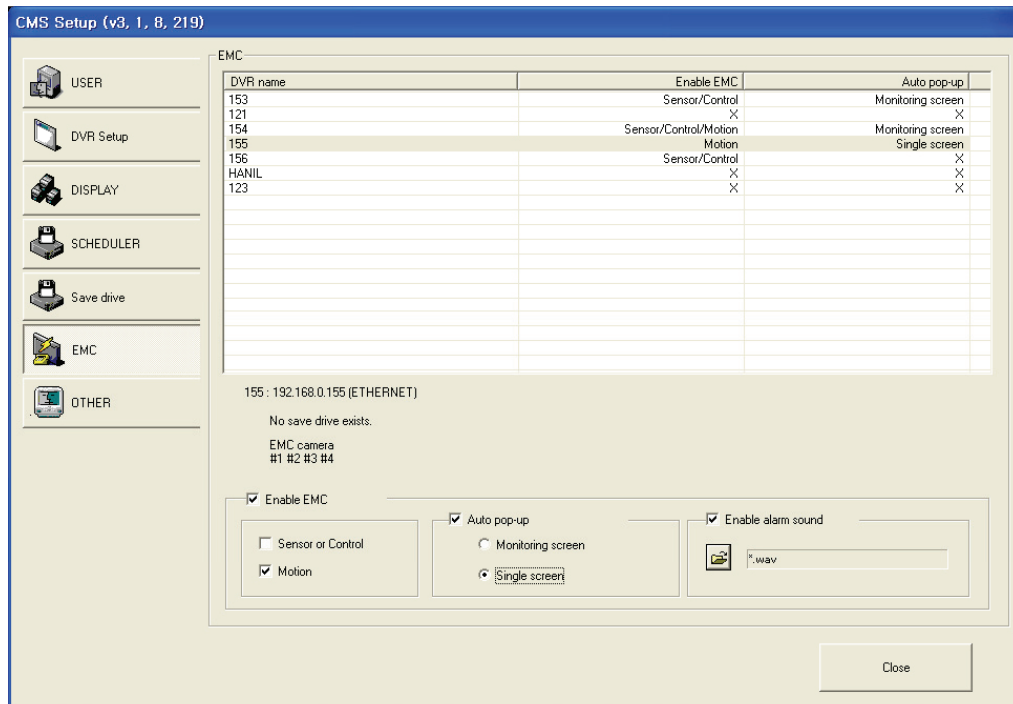 CMS Setup (v3, 1, 8, 219)
USER
DVR Setup
DISPLAY
SCHEDULER
Save drive
EMC
OTHER
EMC
DVR name Enable EMC Auto pop-up
153 Sensor/Control Monitoring screen
121 X X
154 Sensor/Control/Motion Monitoring screen
155 Motion Single screen
156 Sensor/Control X
HANIL X X
123 X X
155 : 192.168.0.155 (ETHERNET)
No save drive exists.
EMC camera
#1 #2 #3 #4
Enable EMC
Sensor or Control
Motion
Auto pop-up
Monitoring screen
Single screen
Enable alarm sound
*.wav
Close